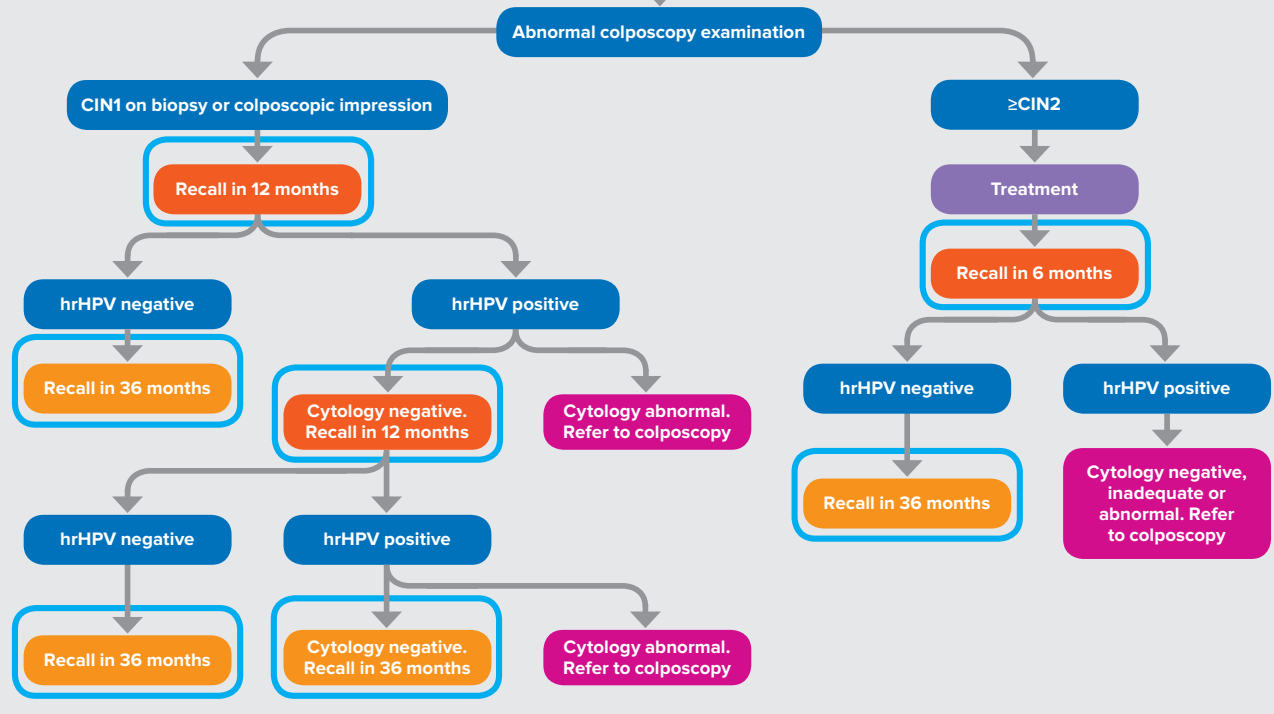 Abnormal colposcopy examination
CIN1 on biopsy or colposcopic impression
≥CIN2
Recall in 12 months
Treatment
Recall in 6 months
hrHPV negative
hrHPV positive
Recall in 36 months
Cytology negative.
Recall in 12 months
Cytology abnormal.
Refer to colposcopy
hrHPV negative
hrHPV positive
Recall in 36 months
Cytology negative,
inadequate or
abnormal. Refer
to colposcopy
hrHPV negative
hrHPV positive
Recall in 36 months
Cytology negative.
Recall in 36 months
Cytology abnormal.
Refer to colposcopy